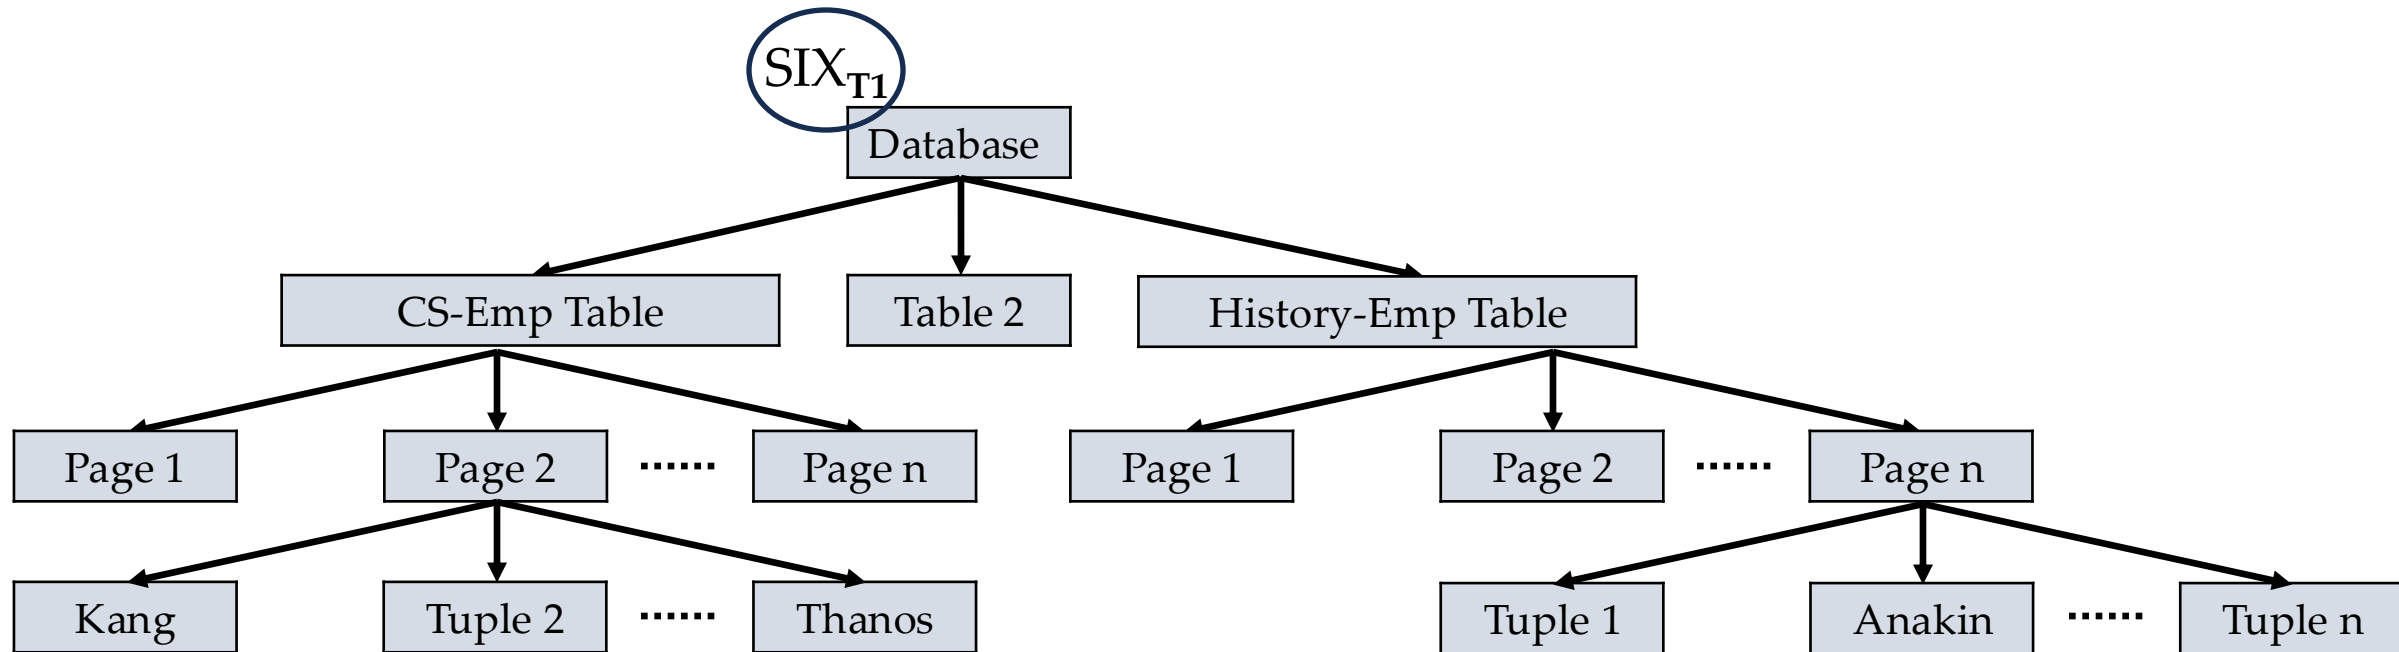 SIXT1
Database
CS-Emp Table
Table 2
History-Emp Table
Page 1
Page 2
......
Page n
Page 1
Page 2
......
Page n
Kang
Tuple 2
......
Thanos
Tuple 1
Anakin
......
Tuple n